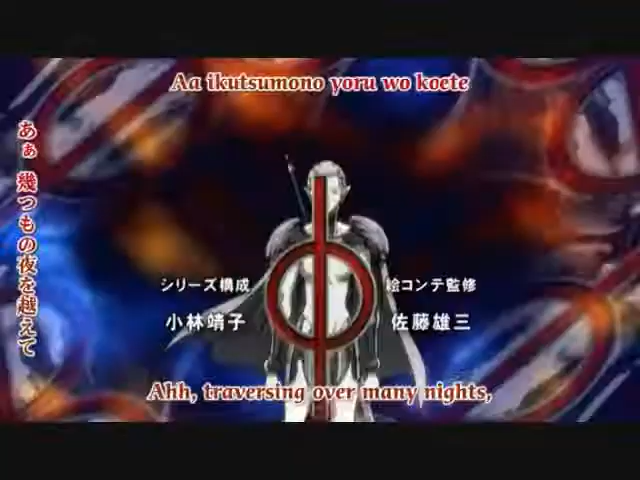 Aa ikutsumono yoru wo koete
あぁ 幾つもの夜を越えて
シリーズ構成
小林靖子
絵コンテ監修
佐藤雄三
Ahh, traversing over many nights,